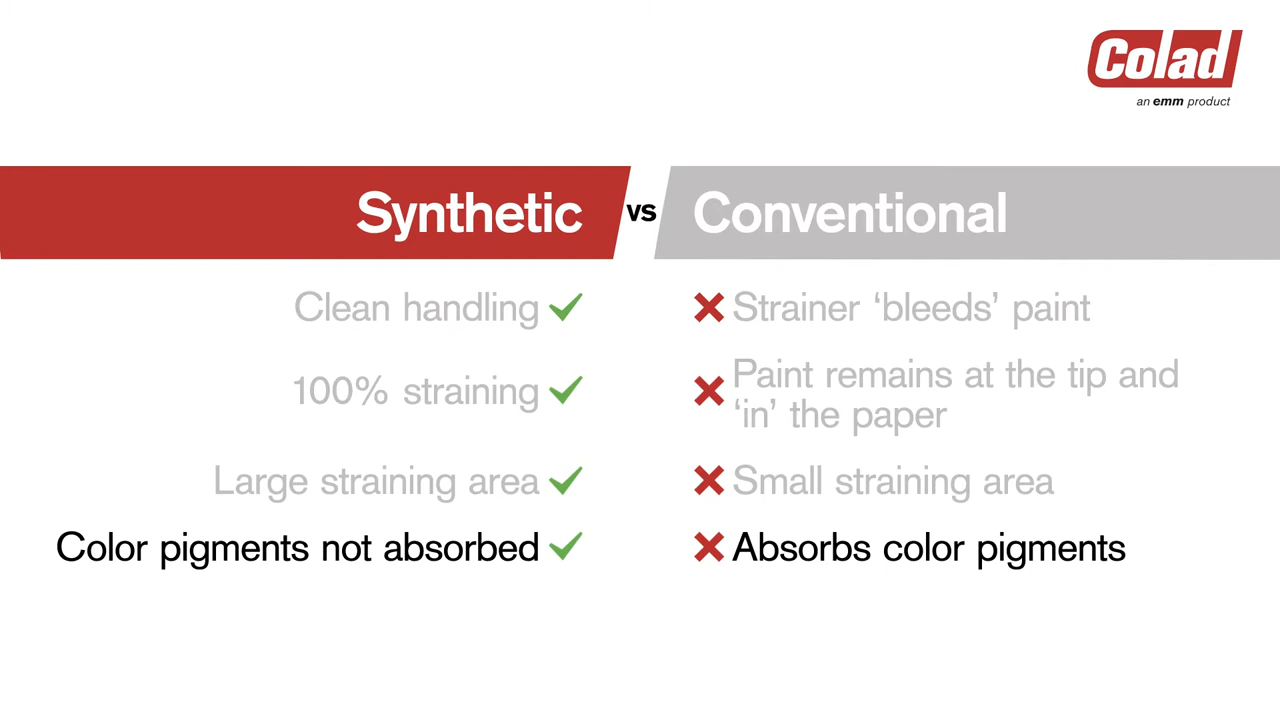 Colad
an emm product
Synthetic vs Conventional
Clean handling
Strainer ‘bleeds’ paint
100% straining
Paint remains at the tip and
‘in’ the paper
Large straining area
Small straining area
Color pigments not absorbed
Absorbs color pigments